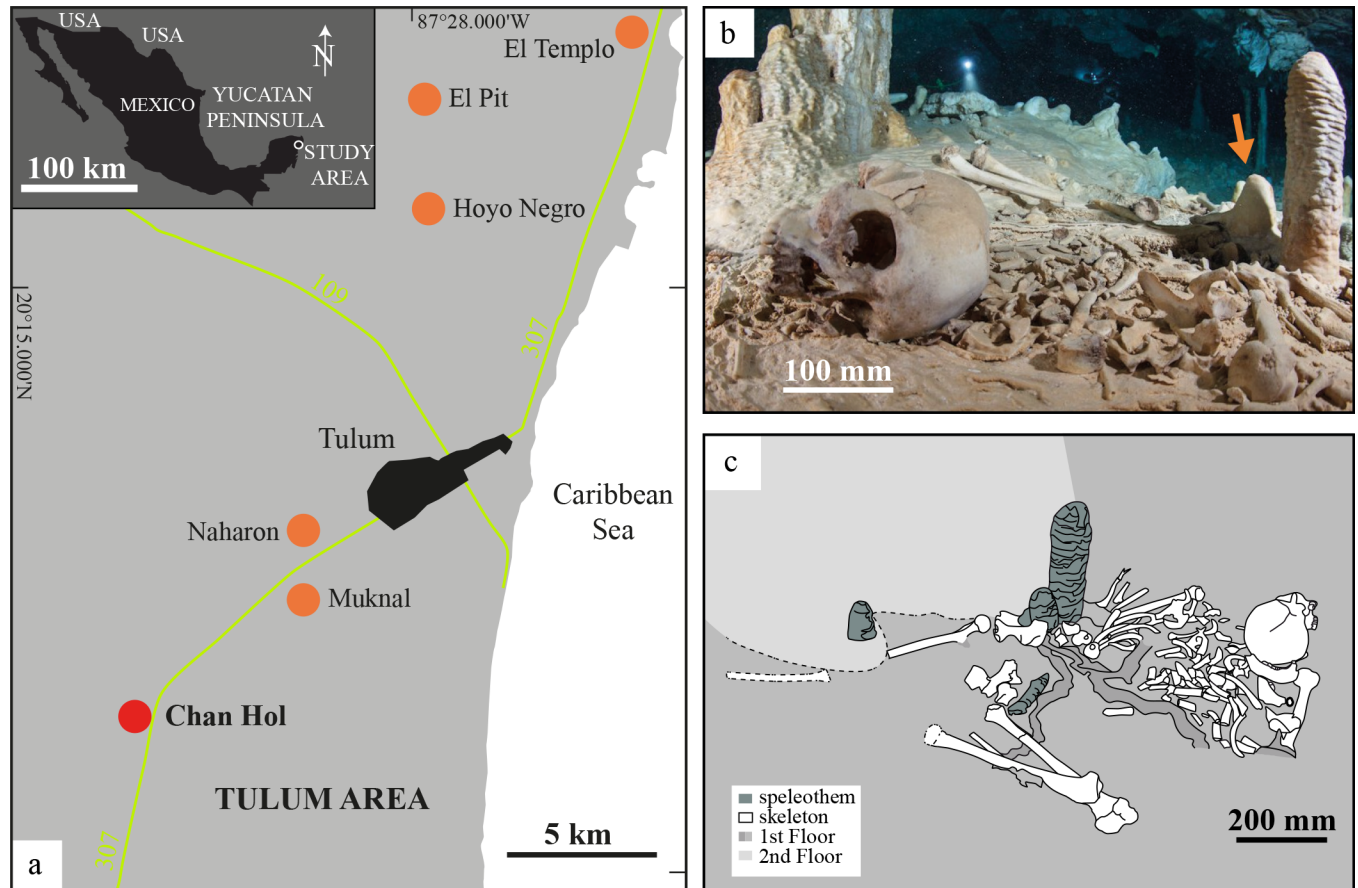 USA
USA
N
MEXICO
YUCATAN
PENINSULA
STUDY
AREA
100 km
87°28.000'W
El Templo
El Pit
Hoyo Negro
20°15.000'N
109
307
Tulum
Caribbean
Sea
Naharon
Muknal
Chan Hol
TULUM AREA
307
5 km
a
b
100 mm
c
speleothem
skeleton
1st Floor
2nd Floor
200 mm